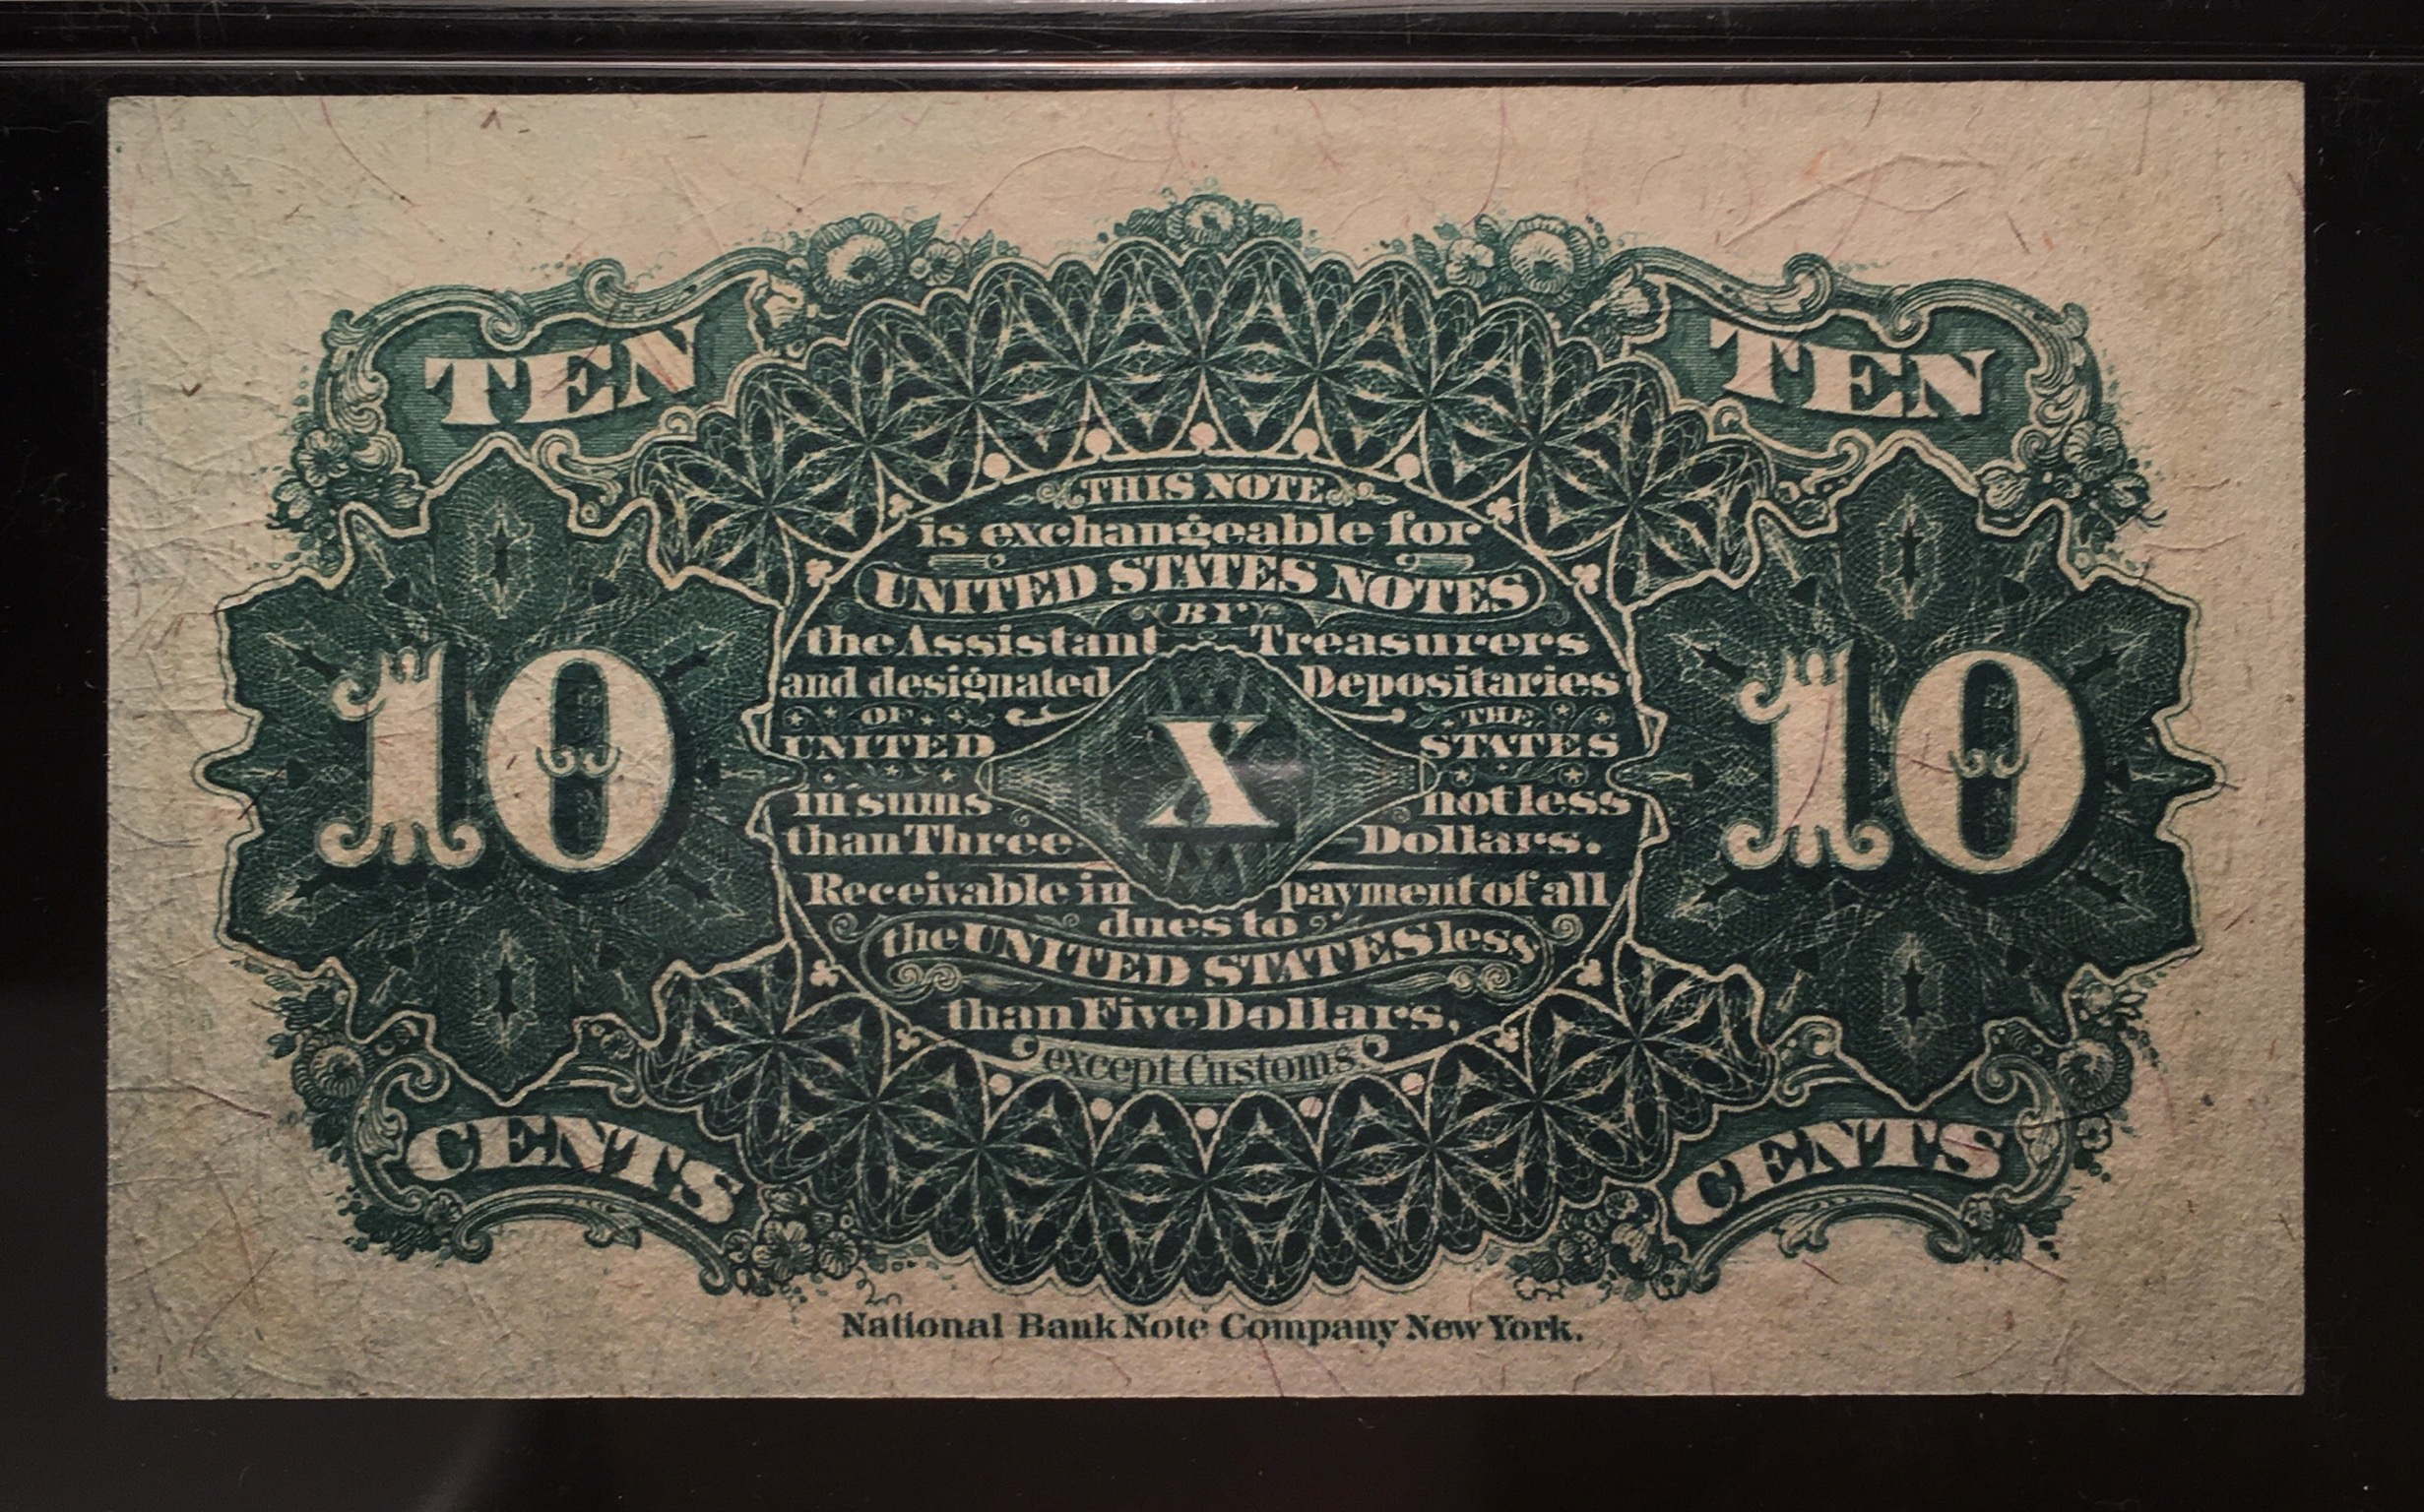 TEN TEN
THIS NOTE
is exchangeable for
UNITED STATES NOTES
BY
the Assistant Treasurers
and designated Depositaries
OF THE
UNITED STATES
in sums not less
than Three Dollars.
10 X 10
Receivable in payment of all
dues to
the UNITED STATES less
than Five Dollars,
except Customs.
CENTS CENTS
National Bank Note Company New York.